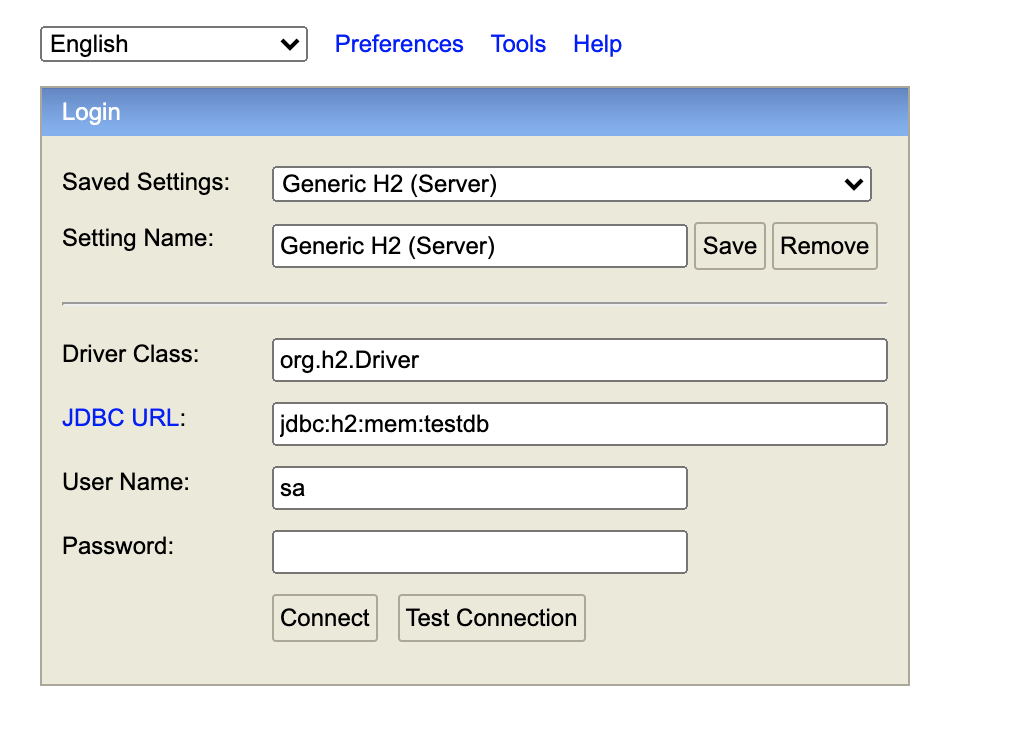 English Preferences Tools Help
Login
Saved Settings: Generic H2 (Server)
Setting Name: Generic H2 (Server) Save Remove
Driver Class: org.h2.Driver
JDBC URL: jdbc:h2:mem:testdb
User Name: sa
Password:
Connect Test Connection